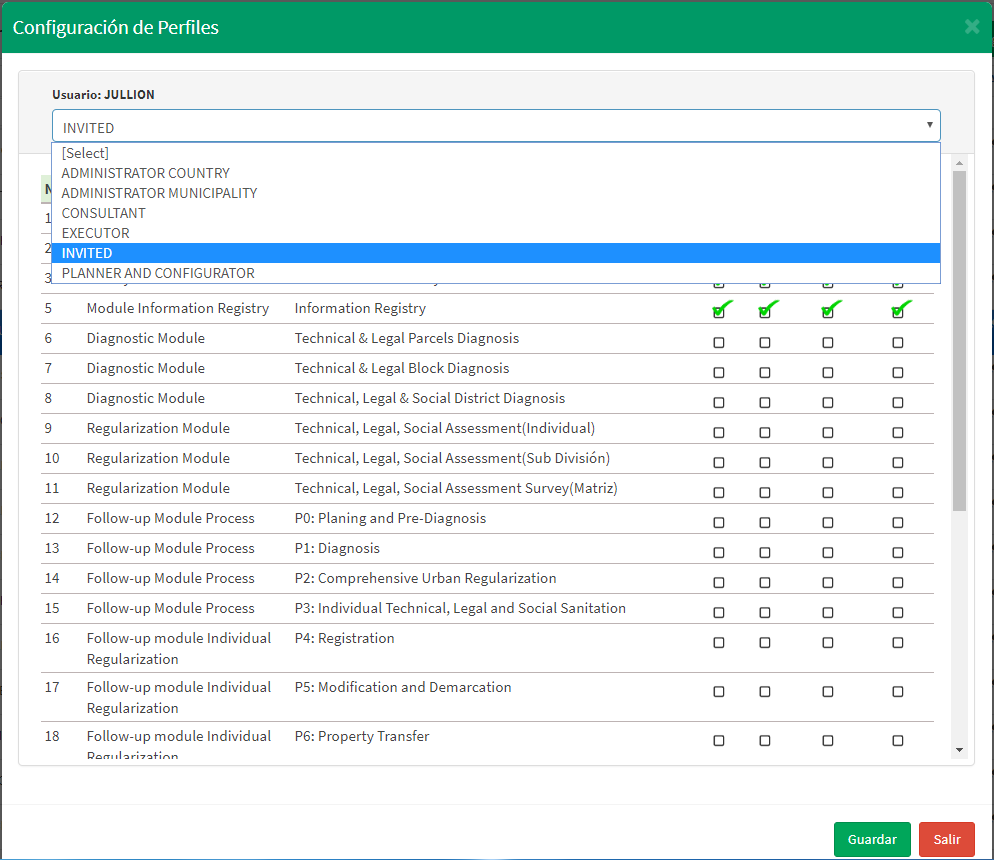 Configuración de Perfiles
Usuario: JULLION
INVITED
[Select]
ADMINISTRATOR COUNTRY
ADMINISTRATOR MUNICIPALITY
CONSULTANT
EXECUTOR
INVITED
PLANNER AND CONFIGURATOR
N
1
2
3
5 Module Information Registry Information Registry
6 Diagnostic Module Technical & Legal Parcels Diagnosis
7 Diagnostic Module Technical & Legal Block Diagnosis
8 Diagnostic Module Technical, Legal & Social District Diagnosis
9 Regularization Module Technical, Legal, Social Assessment(Individual)
10 Regularization Module Technical, Legal, Social Assessment(Sub División)
11 Regularization Module Technical, Legal, Social Assessment Survey(Matriz)
12 Follow-up Module Process P0: Planing and Pre-Diagnosis
13 Follow-up Module Process P1: Diagnosis
14 Follow-up Module Process P2: Comprehensive Urban Regularization
15 Follow-up Module Process P3: Individual Technical, Legal and Social Sanitation
16 Follow-up module Individual P4: Registration
Regularization
17 Follow-up module Individual P5: Modification and Demarcation
Regularization
18 Follow-up module Individual P6: Property Transfer
Regularization
Guardar Salir